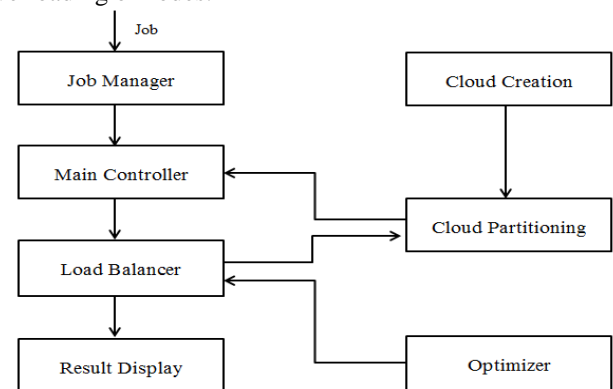 Job
Job Manager
Cloud Creation
Main Controller
Cloud Partitioning
Load Balancer
Result Display
Optimizer